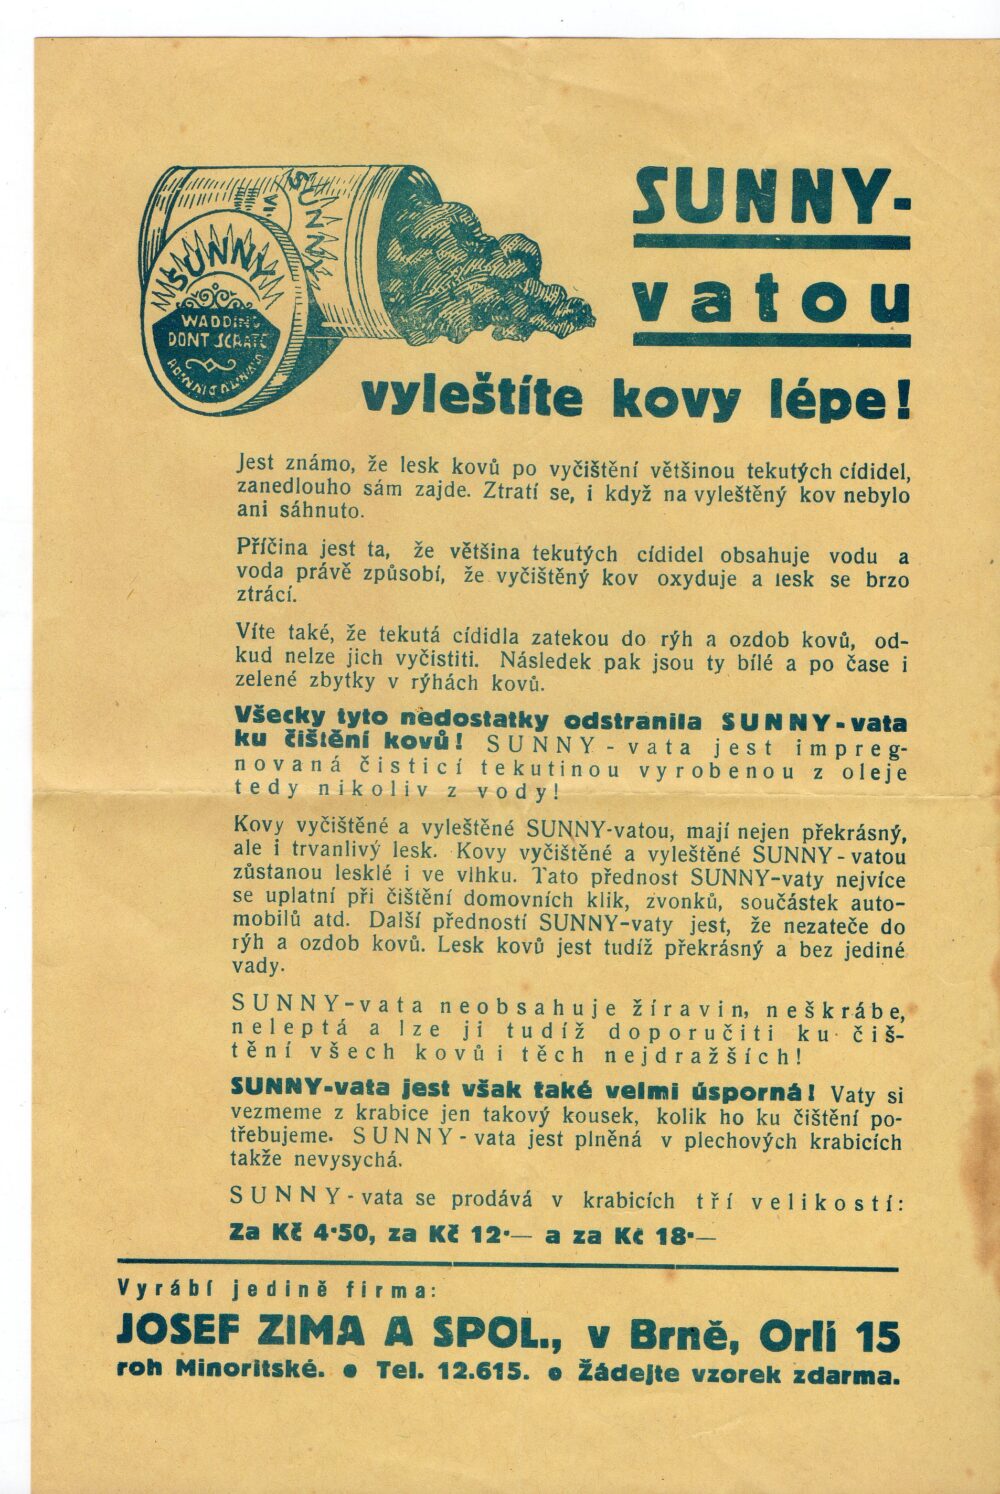 SUNNY-
vatou
SUNNY
VI
SUNNY
DONT
vyleštíte kovy lépe!
Jest známo, že lesk kovů po vyčištění většinou tekutých cídidel,
zanedlouho sám zajde. Ztratí se, i když na vyleštěný kov nebylo
ani sáhnuto.
Příčina jest ta, že většina tekutých cídidel obsahuje vodu a
voda právě způsobí, že vyčištěný kov oxyduje a lesk se brzo
ztrácí.
Víte také, že tekutá cídidla zatekou do rýh a ozdob kovů, od-
kud nelze jich vyčistiti. Následek pak jsou ty bílé a po čase i
zelené zbytky v rýhách kovů.
Všecky tyto nedostatky odstranila SUNNY-vata
ku čištění kovů! SUNNY-vata jest impreg-
novaná čisticí tekutinou vyrobenou z oleje
tedy nikoliv z vody!
Kovy vyčištěné a vyleštěné SUNNY-vatou, mají nejen překrásný,
ale i trvanlivý lesk. Kovy vyčištěné a vyleštěné SUNNY-vatou
zůstanou lesklé i ve vlhku. Tato přednost SUNNY-vaty nejvíce
se uplatní při čištění domovních klik, zvonků, součástek auto-
mobilů atd. Další předností SUNNY-vaty jest, že nezateče do
rýh a ozdob kovů. Lesk kovů jest tudíž překrásný a bez jediné
vady.
SUNNY-vata neobsahuje žíravin, neškrábe,
neleptá a lze ji tudíž doporučiti ku čiš-
tění všech kovů i těch nejdražších!
SUNNY-vata jest však také velmi úsporná! Vaty si
vezmeme z krabice jen takový kousek, kolik ho ku čištění po-
třebujeme. SUNNY-vata jest plněná v plechových krabicích
takže nevysychá.
SUNNY-vata se prodává v krabicích tří velikostí:
Za Kč 4·50, za Kč 12·— a za Kč 18·—
Vyrábí jedině firma:
JOSEF ZIMA A SPOL., v Brně, Orlí 15
roh Minoritské. ● Tel. 12.615. ● Žádejte vzorek zdarma.